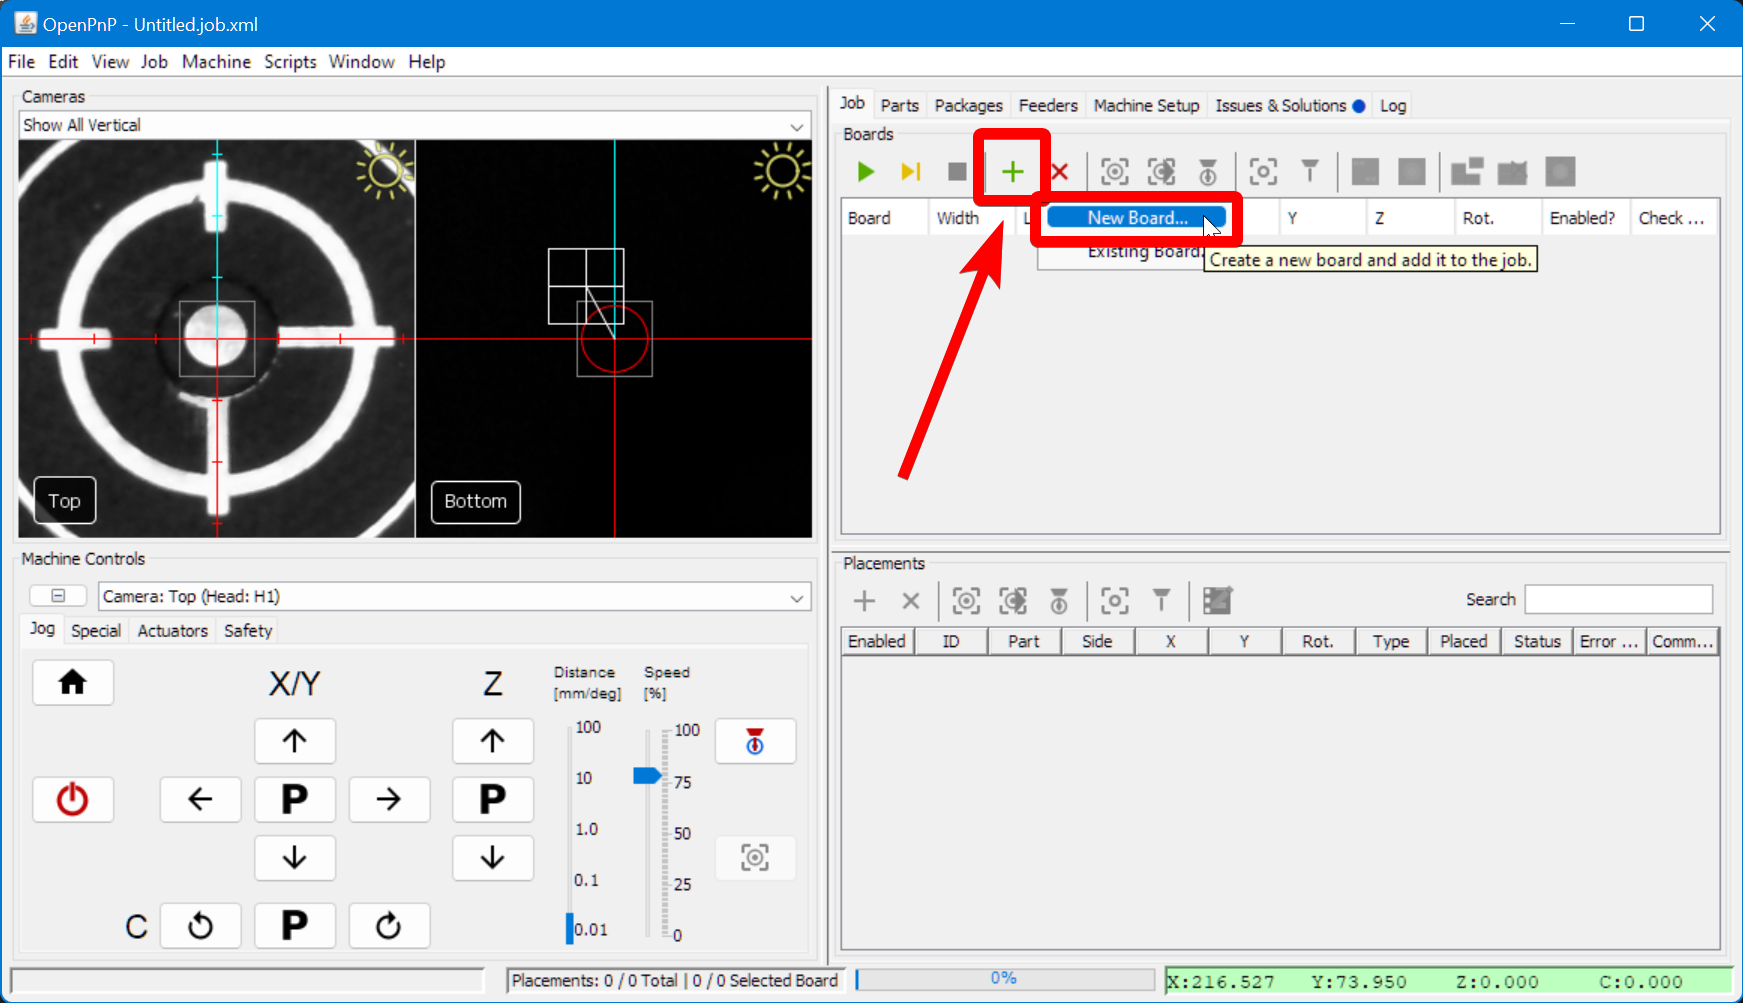 OpenPnP - Untitled.job.xml
File Edit View Job Machine Scripts Window Help
Cameras
Show All Vertical
Top
Bottom
Machine Controls
Camera: Top (Head: H1)
Jog Special Actuators Safety
X/Y
Z
Distance
[mm/deg]
Speed
[%]
100
10
1.0
0.1
0.01
100
75
50
25
0
P
P
C
P
Job Parts Packages Feeders Machine Setup Issues & Solutions Log
Boards
Board Width L Y Z Rot. Enabled? Check ...
New Board...
Existing Board.
Create a new board and add it to the job.
Placements
Search
Enabled ID Part Side X Y Rot. Type Placed Status Error ... Comm...
Placements: 0 / 0 Total | 0 / 0 Selected Board
0%
X:216.527 Y:73.950 Z:0.000 C:0.000